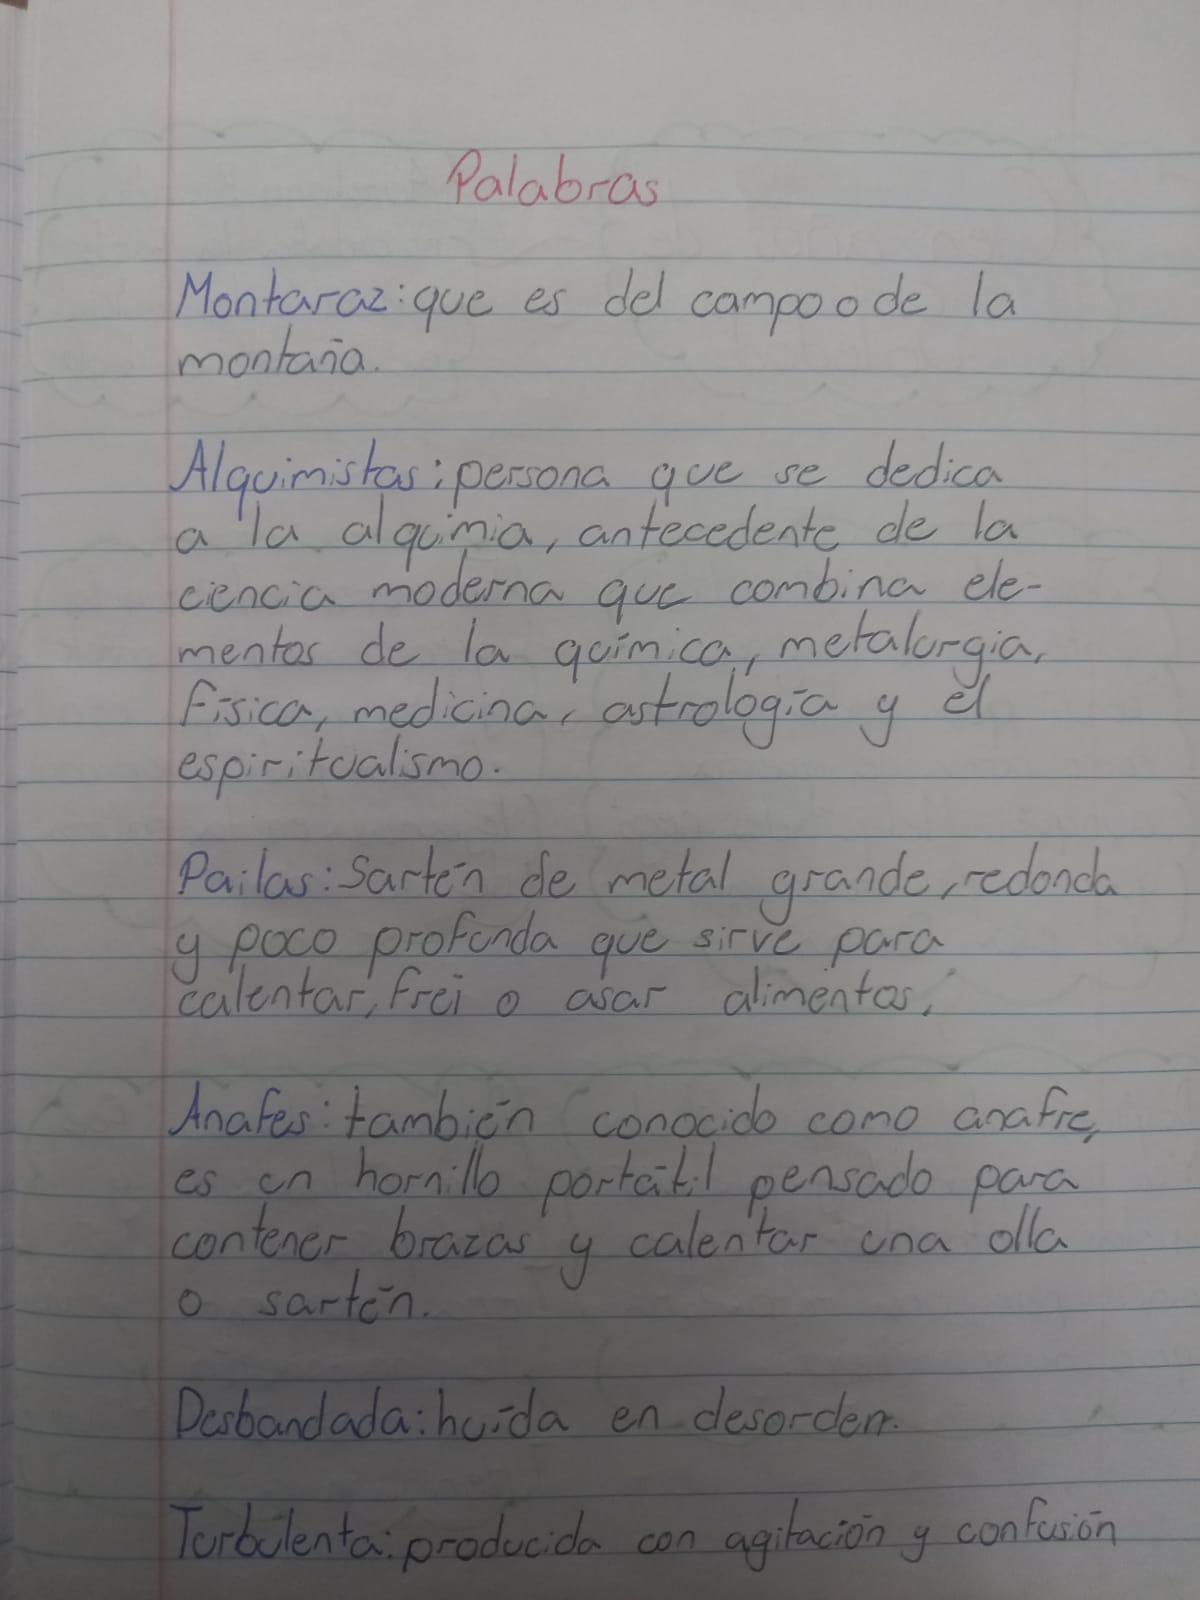 Palabras
Montaraz: que es del campo o de la
montaña.
Alquimistas: persona que se dedica
a la alquimia, antecedente de la
ciencia moderna que combina ele-
mentos de la química, metalurgia,
física, medicina, astrología y el
espiritualismo.
Pailas: Sartén de metal grande, redonda
y poco profunda que sirve para
calentar, frei o asar alimentos.
Anafes: también conocido como anafre,
es un hornillo portátil pensado para
contener brazas y calentar una olla
o sartén.
Desbandada: huída en desorden.
Turbulenta: producida con agitación y confusión